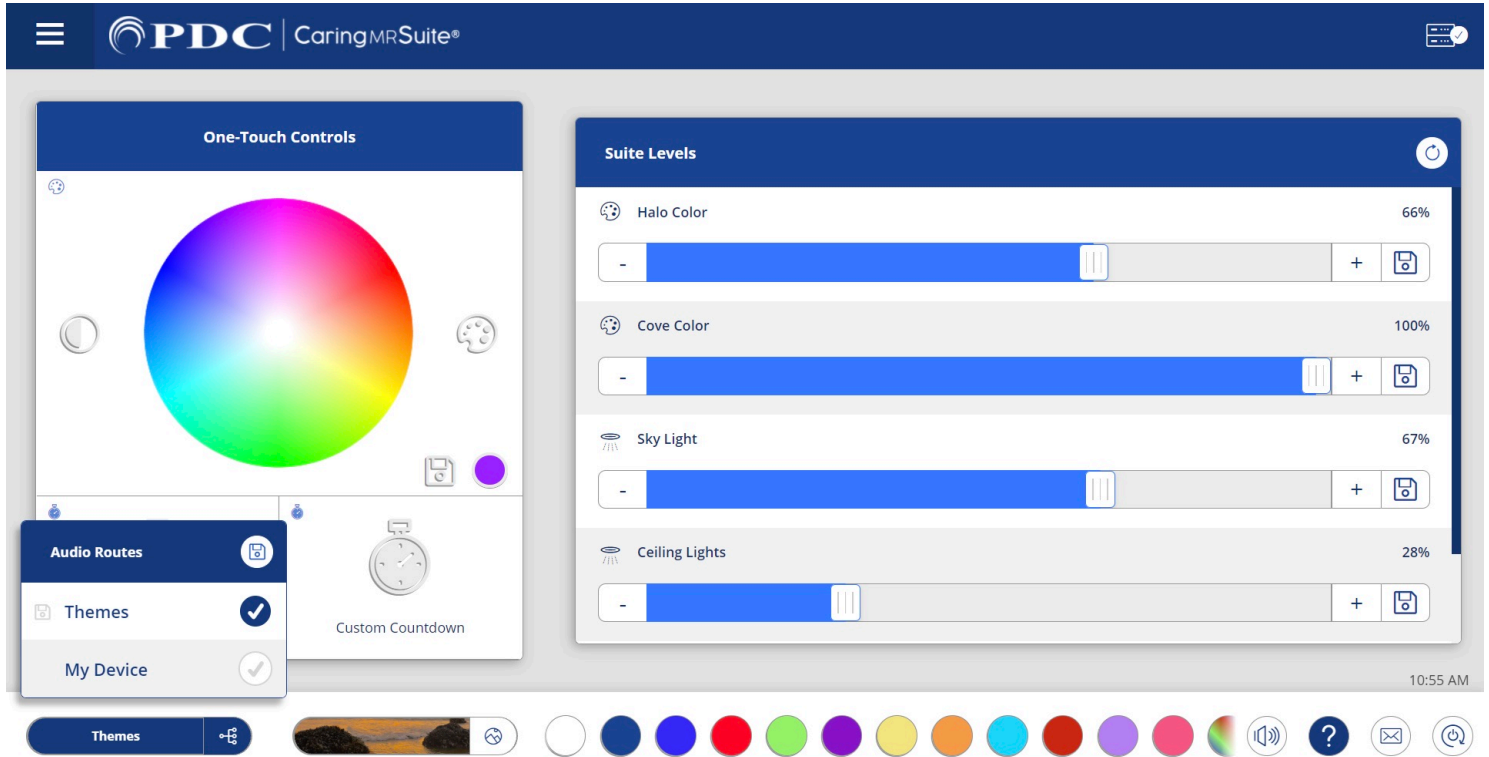 PDC | CaringMRSuite®
One-Touch Controls
Suite Levels
Halo Color 66%
- +
Cove Color 100%
- +
Sky Light 67%
- +
Ceiling Lights 28%
- +
Custom Countdown
Audio Routes
Themes
My Device
10:55 AM
Themes
?